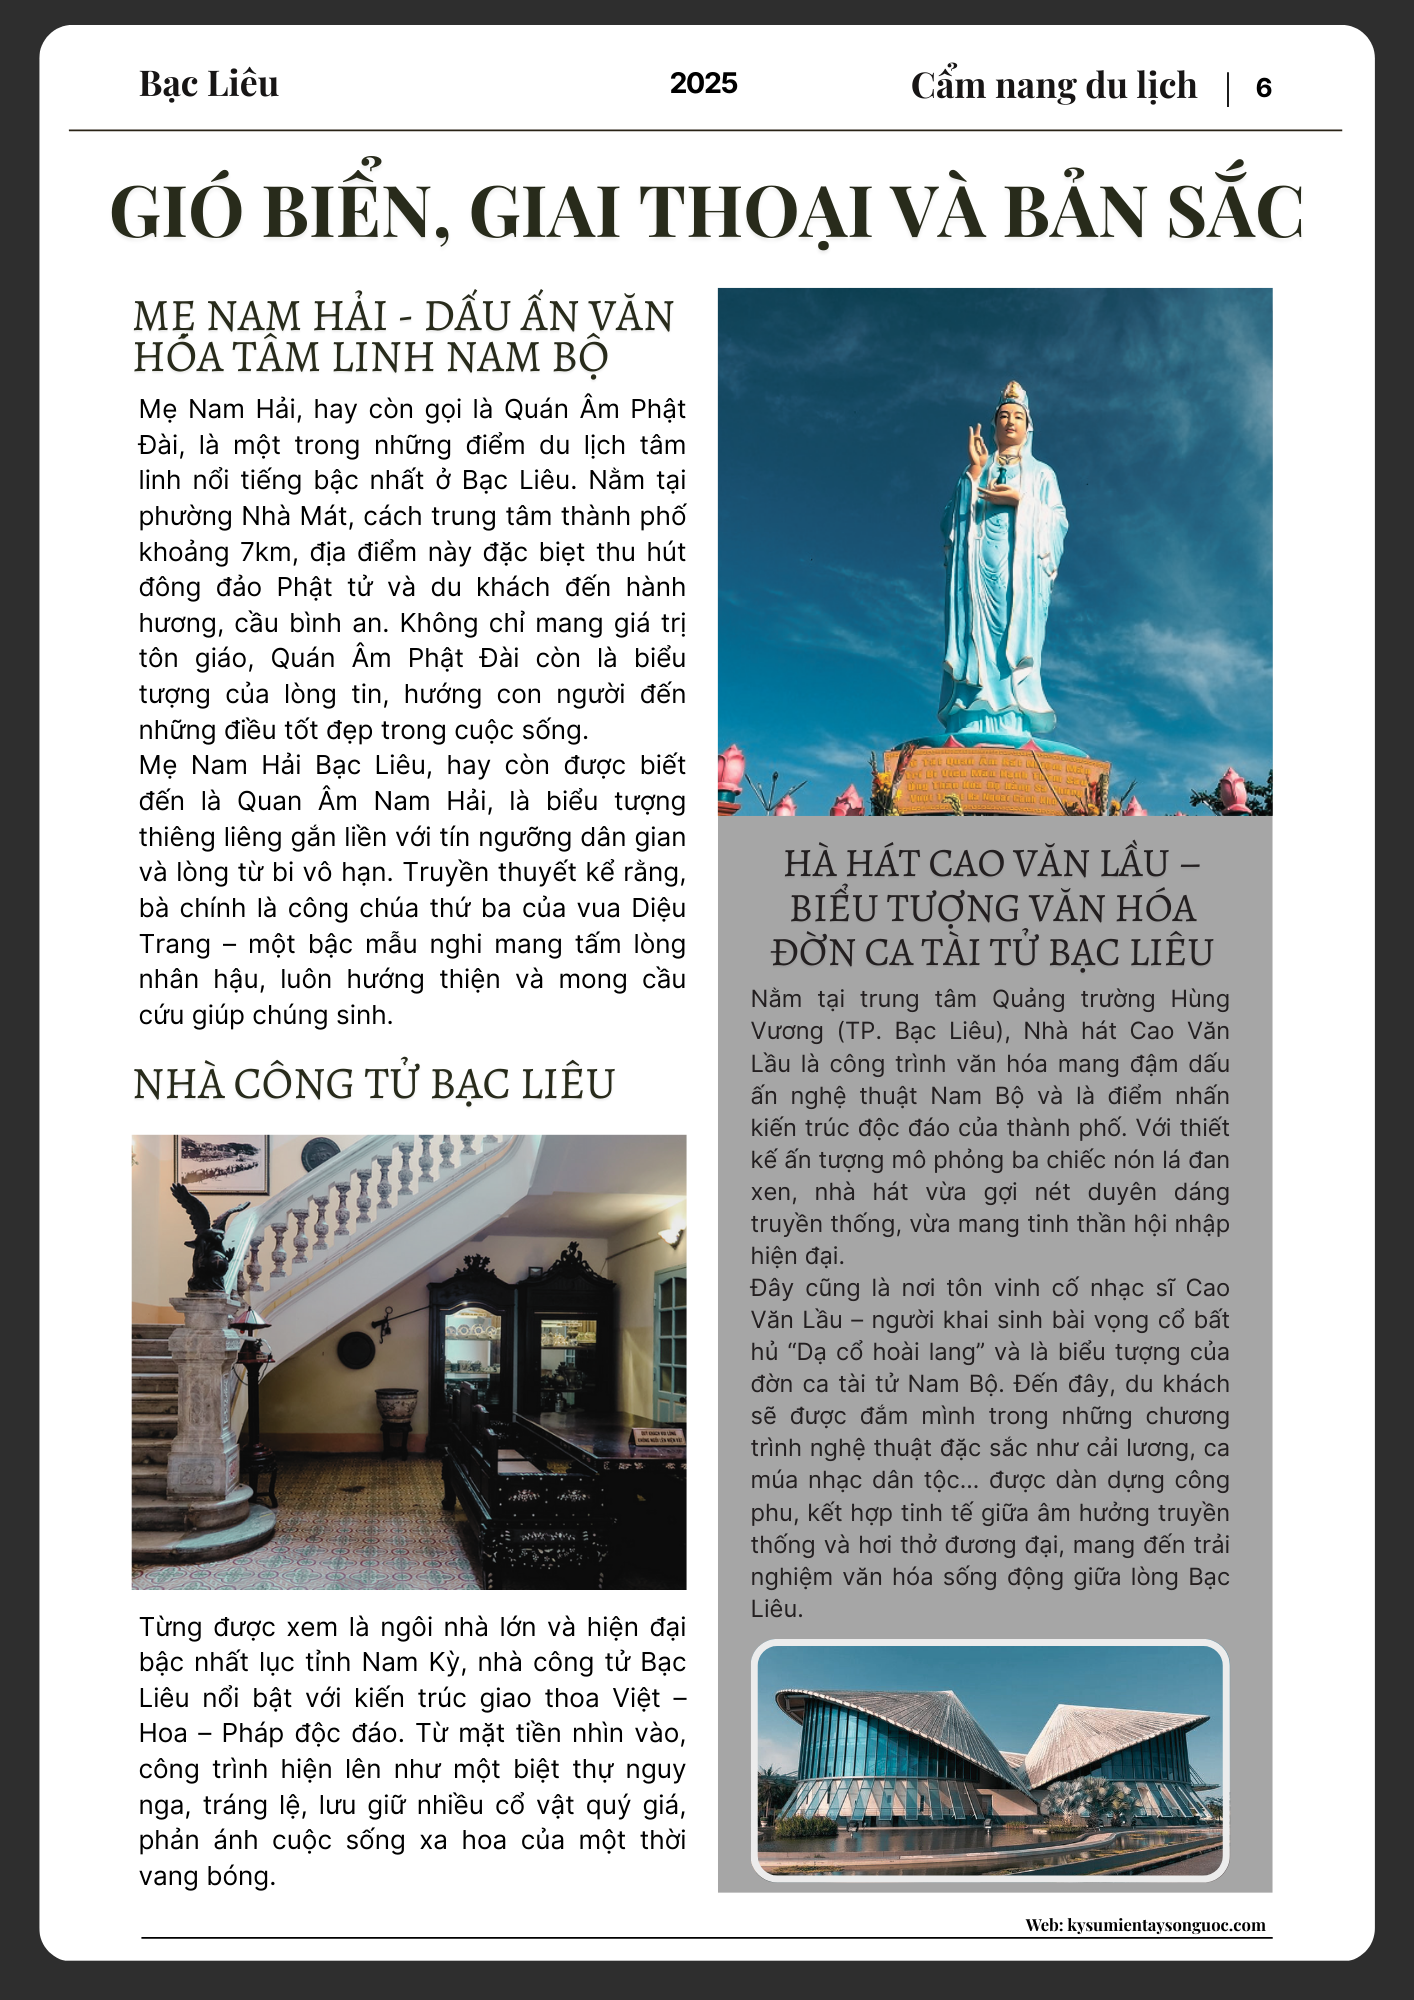 Bạc Liêu
2025
Cẩm nang du lịch | 6
GIÓ BIỂN, GIAI THOẠI VÀ BẢN SẮC
MẸ NAM HẢI - DẤU ẤN VĂN
HÓA TÂM LINH NAM BỘ
Mẹ Nam Hải, hay còn gọi là Quán Âm Phật
Đài, là một trong những điểm du lịch tâm
linh nổi tiếng bậc nhất ở Bạc Liêu. Nằm tại
phường Nhà Mát, cách trung tâm thành phố
khoảng 7km, địa điểm này đặc biẹt thu hút
đông đảo Phật tử và du khách đến hành
hương, cầu bình an. Không chỉ mang giá trị
tôn giáo, Quán Âm Phật Đài còn là biểu
tượng của lòng tin, hướng con người đến
những điều tốt đẹp trong cuộc sống.
Mẹ Nam Hải Bạc Liêu, hay còn được biết
đến là Quan Âm Nam Hải, là biểu tượng
thiêng liêng gắn liền với tín ngưỡng dân gian
và lòng từ bi vô hạn. Truyền thuyết kể rằng,
bà chính là công chúa thứ ba của vua Diệu
Trang – một bậc mẫu nghi mang tấm lòng
nhân hậu, luôn hướng thiện và mong cầu
cứu giúp chúng sinh.
NHÀ CÔNG TỬ BẠC LIÊU
Từng được xem là ngôi nhà lớn và hiện đại
bậc nhất lục tỉnh Nam Kỳ, nhà công tử Bạc
Liêu nổi bật với kiến trúc giao thoa Việt –
Hoa – Pháp độc đáo. Từ mặt tiền nhìn vào,
công trình hiện lên như một biệt thự nguy
nga, tráng lệ, lưu giữ nhiều cổ vật quý giá,
phản ánh cuộc sống xa hoa của một thời
vang bóng.
HÀ HÁT CAO VĂN LẦU –
BIỂU TƯỢNG VĂN HÓA
ĐỜN CA TÀI TỬ BẠC LIÊU
Nằm tại trung tâm Quảng trường Hùng
Vương (TP. Bạc Liêu), Nhà hát Cao Văn
Lầu là công trình văn hóa mang đậm dấu
ấn nghệ thuật Nam Bộ và là điểm nhấn
kiến trúc độc đáo của thành phố. Với thiết
kế ấn tượng mô phỏng ba chiếc nón lá đan
xen, nhà hát vừa gợi nét duyên dáng
truyền thống, vừa mang tinh thần hội nhập
hiện đại.
Đây cũng là nơi tôn vinh cố nhạc sĩ Cao
Văn Lầu – người khai sinh bài vọng cổ bất
hủ “Dạ cổ hoài lang” và là biểu tượng của
đờn ca tài tử Nam Bộ. Đến đây, du khách
sẽ được đắm mình trong những chương
trình nghệ thuật đặc sắc như cải lương, ca
múa nhạc dân tộc... được dàn dựng công
phu, kết hợp tinh tế giữa âm hưởng truyền
thống và hơi thở đương đại, mang đến trải
nghiệm văn hóa sống động giữa lòng Bạc
Liêu.
Web: kysumientaysonguoc.com